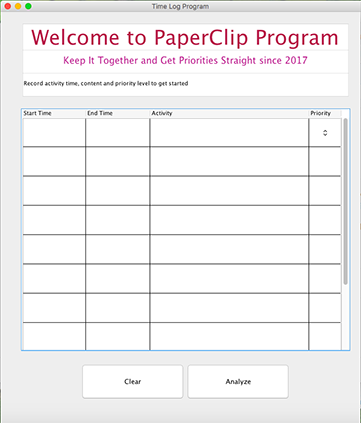 Time Log Program
Welcome to PaperClip Program
Keep It Together and Get Priorities Straight since 2017
Record activity time, content and priority level to get started
Start Time End Time Activity Priority
Clear Analyze